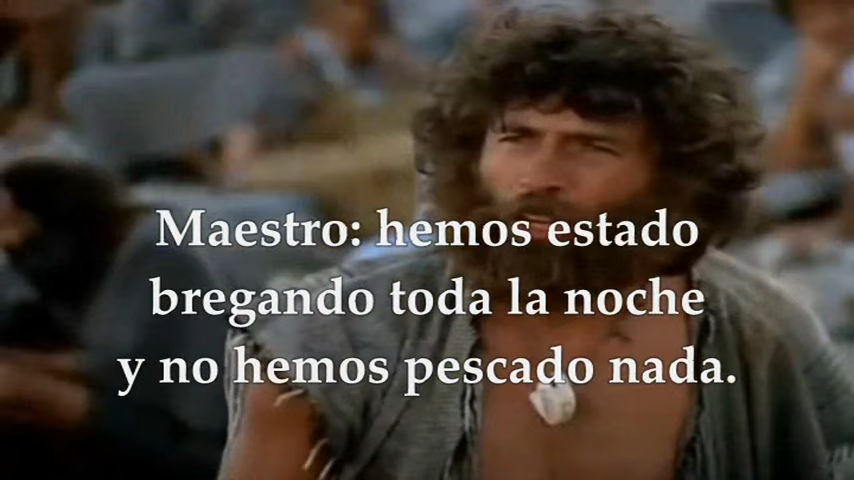 Maestro: hemos estado
bregando toda la noche
y no hemos pescado nada.